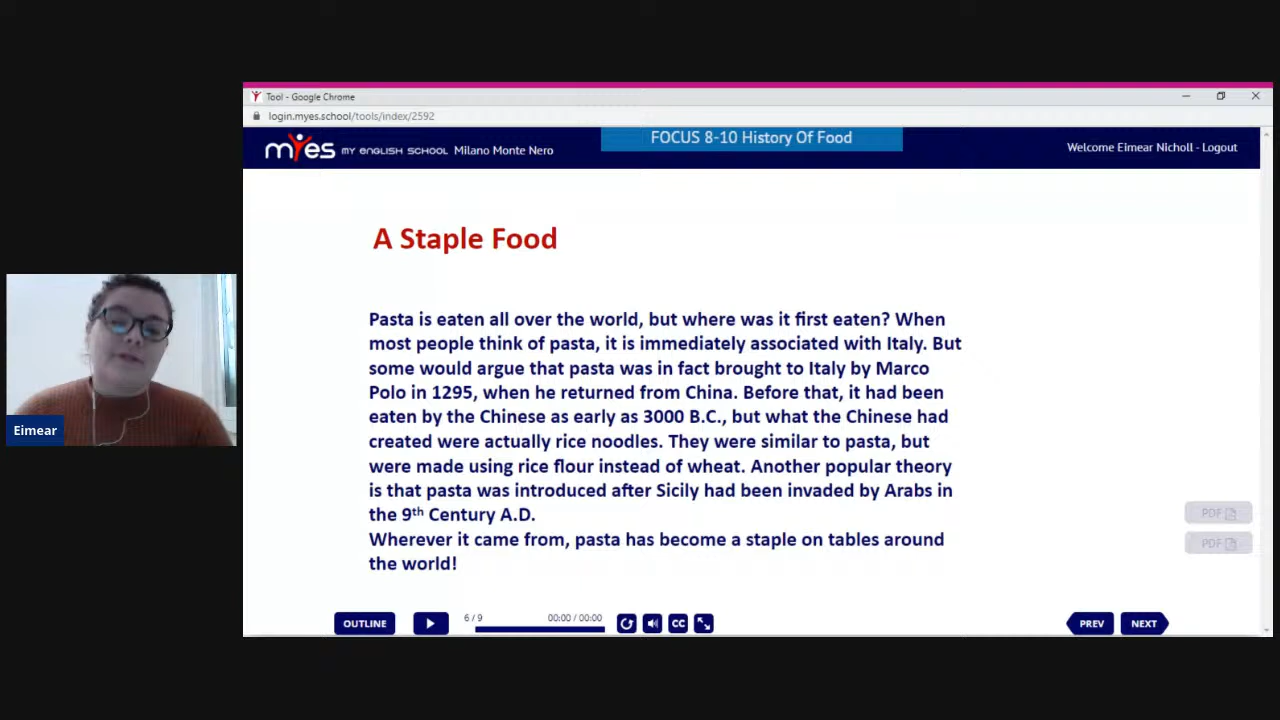 Tool - Google Chrome
login.myes.school/tools/index/2592
myes MY ENGLISH SCHOOL Milano Monte Nero
FOCUS 8-10 History Of Food
Welcome Eimear Nicholl - Logout
A Staple Food
Pasta is eaten all over the world, but where was it first eaten? When
most people think of pasta, it is immediately associated with Italy. But
some would argue that pasta was in fact brought to Italy by Marco
Polo in 1295, when he returned from China. Before that, it had been
eaten by the Chinese as early as 3000 B.C., but what the Chinese had
created were actually rice noodles. They were similar to pasta, but
were made using rice flour instead of wheat. Another popular theory
is that pasta was introduced after Sicily had been invaded by Arabs in
the 9th Century A.D.
Wherever it came from, pasta has become a staple on tables around
the world!
Eimear
PDF
PDF
OUTLINE
6 / 9
00:00 / 00:00
CC
PREV
NEXT